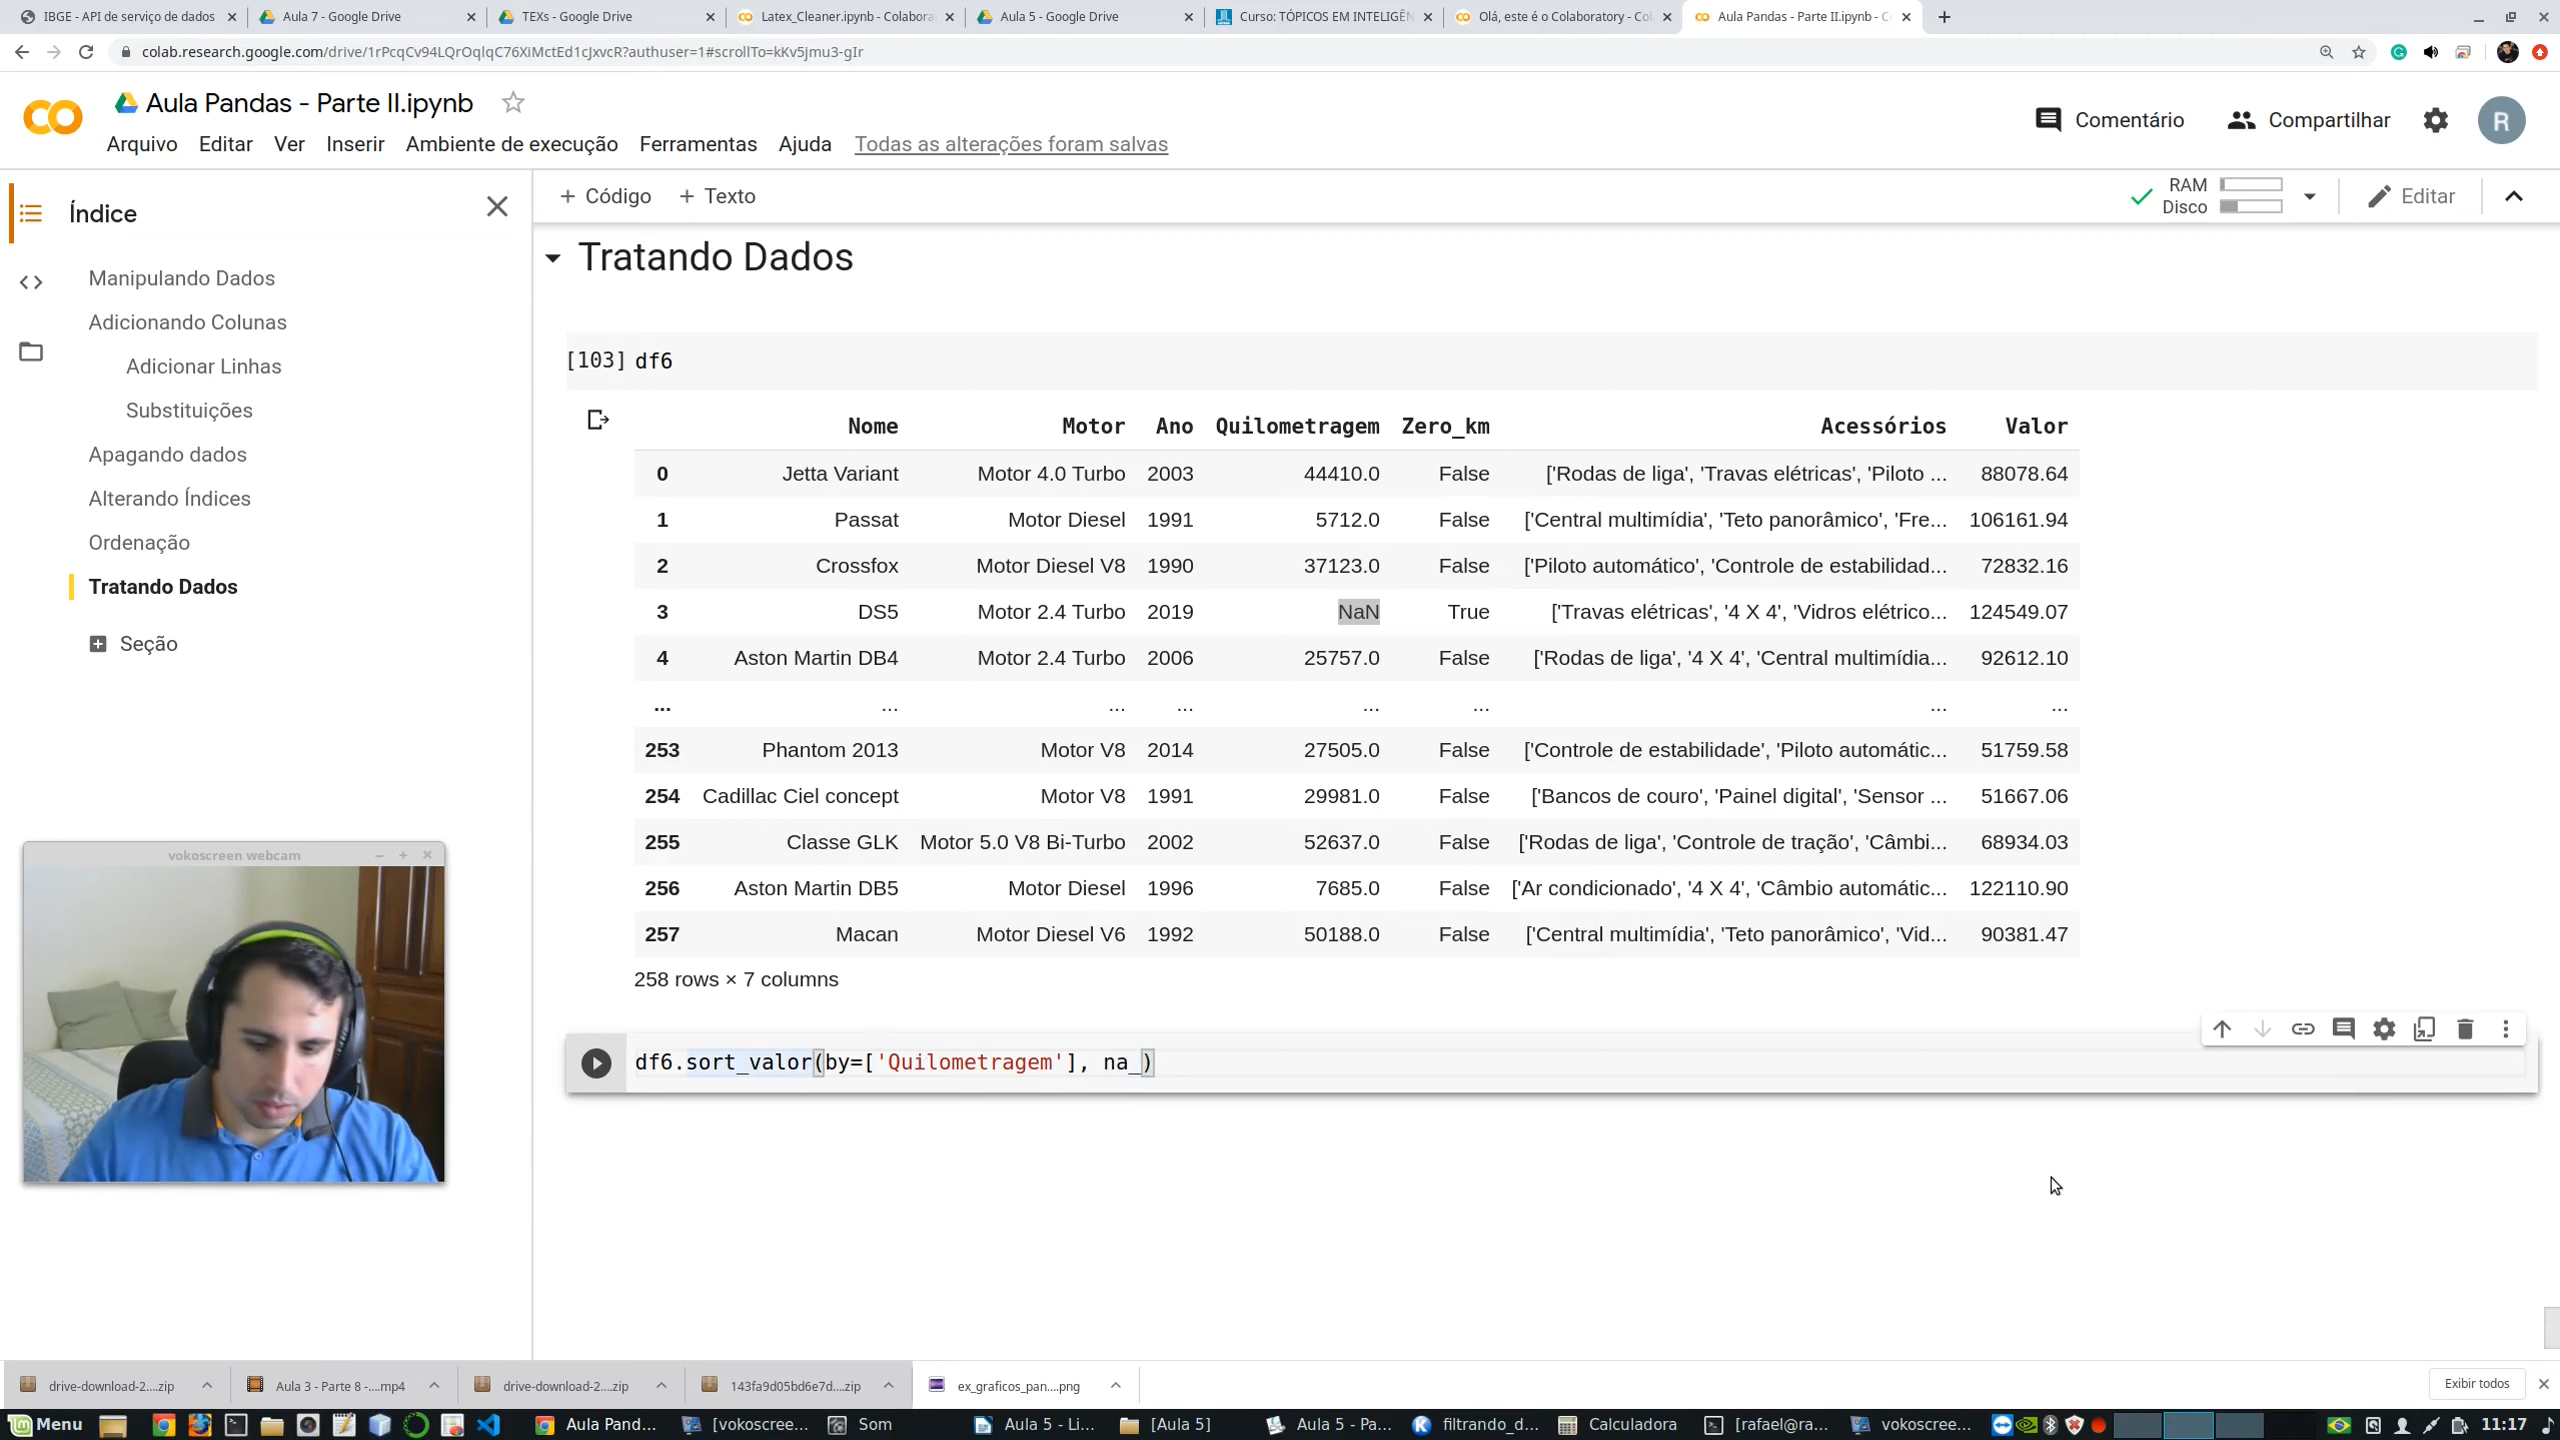 IBGE - API de serviço de dados
Aula 7 - Google Drive
TEXs - Google Drive
Latex_Cleaner.ipynb - Colabora
Aula 5 - Google Drive
Curso: TÓPICOS EM INTELIGÊN
Olá, este é o Colaboratory - Co
Aula Pandas - Parte II.ipynb - C
colab.research.google.com/drive/1rPcqCv94LQrOqlqC76XiMctEd1cJxvcR?authuser=1#scrollTo=kKv5jmu3-gIr
CO
Aula Pandas - Parte II.ipynb
Comentário
Compartilhar
R
Arquivo Editar Ver Inserir Ambiente de execução Ferramentas Ajuda Todas as alterações foram salvas
+ Código + Texto
RAM
Disco
Editar
Índice
Manipulando Dados
Adicionando Colunas
Adicionar Linhas
Substituições
Apagando dados
Alterando Índices
Ordenação
Tratando Dados
Seção
Tratando Dados
[103] df6
Nome Motor Ano Quilometragem Zero_km Acessórios Valor
0 Jetta Variant Motor 4.0 Turbo 2003 44410.0 False ['Rodas de liga', 'Travas elétricas', 'Piloto ... 88078.64
1 Passat Motor Diesel 1991 5712.0 False ['Central multimídia', 'Teto panorâmico', 'Fre... 106161.94
2 Crossfox Motor Diesel V8 1990 37123.0 False ['Piloto automático', 'Controle de estabilidad... 72832.16
3 DS5 Motor 2.4 Turbo 2019 NaN True ['Travas elétricas', '4 X 4', 'Vidros elétrico... 124549.07
4 Aston Martin DB4 Motor 2.4 Turbo 2006 25757.0 False ['Rodas de liga', '4 X 4', 'Central multimídia... 92612.10
... ... ... ... ... ... ... ...
253 Phantom 2013 Motor V8 2014 27505.0 False ['Controle de estabilidade', 'Piloto automátic... 51759.58
254 Cadillac Ciel concept Motor V8 1991 29981.0 False ['Bancos de couro', 'Painel digital', 'Sensor ... 51667.06
255 Classe GLK Motor 5.0 V8 Bi-Turbo 2002 52637.0 False ['Rodas de liga', 'Controle de tração', 'Câmbi... 68934.03
256 Aston Martin DB5 Motor Diesel 1996 7685.0 False ['Ar condicionado', '4 X 4', 'Câmbio automátic... 122110.90
257 Macan Motor Diesel V6 1992 50188.0 False ['Central multimídia', 'Teto panorâmico', 'Vid... 90381.47
258 rows × 7 columns
df6.sort_valor(by=['Quilometragem'], na_)
vokoscreen webcam
drive-download-2....zip
Aula 3 - Parte 8 -....mp4
drive-download-2....zip
143fa9d05bd6e7d....zip
ex_graficos_pan....png
Exibir todos
Menu
Aula Pand...
[vokoscree...
Som
Aula 5 - Li...
[Aula 5]
Aula 5 - Pa...
filtrando_d...
Calculadora
[rafael@ra...
vokoscree...
11:17